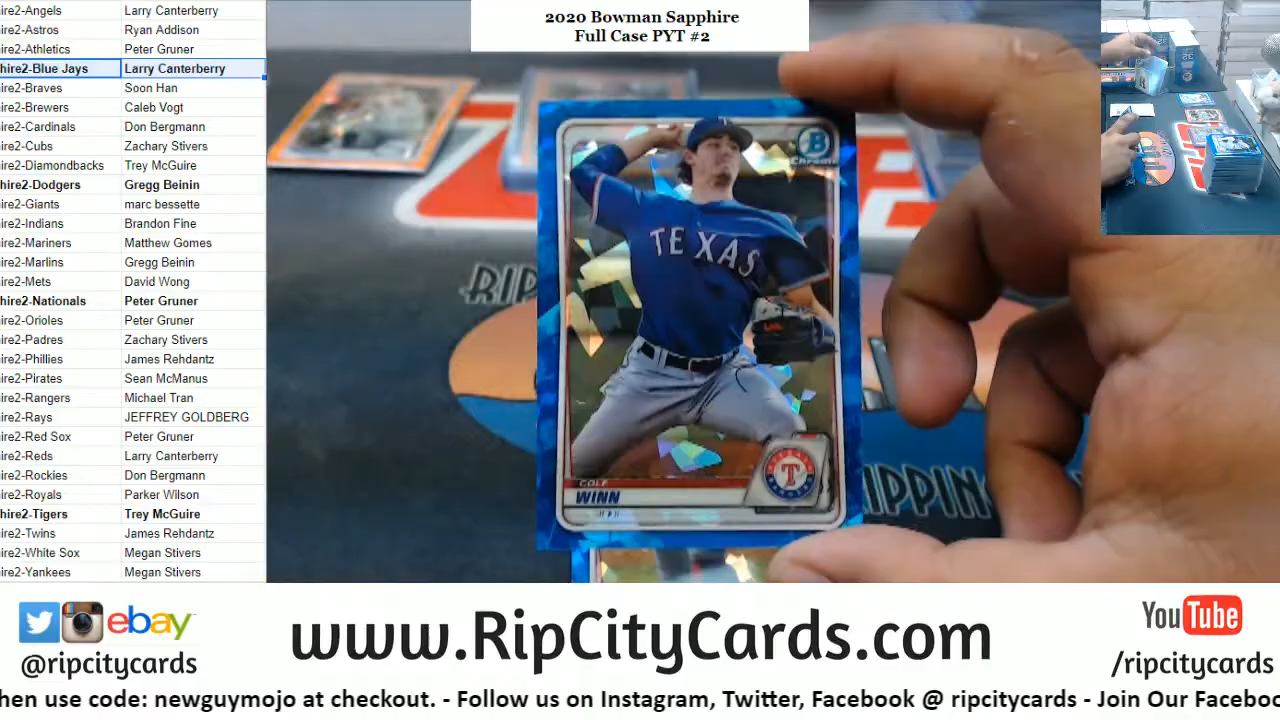 2020 Bowman Sapphire
Full Case PYT #2
ire2-Angels Larry Canterberry
ire2-Astros Ryan Addison
ire2-Athletics Peter Gruner
hire2-Blue Jays Larry Canterberry
ire2-Braves Soon Han
ire2-Brewers Caleb Vogt
ire2-Cardinals Don Bergmann
ire2-Cubs Zachary Stivers
ire2-Diamondbacks Trey McGuire
hire2-Dodgers Gregg Beinin
ire2-Giants marc bessette
ire2-Indians Brandon Fine
ire2-Mariners Matthew Gomes
ire2-Marlins Gregg Beinin
ire2-Mets David Wong
hire2-Nationals Peter Gruner
ire2-Orioles Peter Gruner
ire2-Padres Zachary Stivers
ire2-Phillies James Rehdantz
ire2-Pirates Sean McManus
ire2-Rangers Michael Tran
ire2-Rays JEFFREY GOLDBERG
ire2-Red Sox Peter Gruner
ire2-Reds Larry Canterberry
ire2-Rockies Don Bergmann
ire2-Royals Parker Wilson
hire2-Tigers Trey McGuire
ire2-Twins James Rehdantz
ire2-White Sox Megan Stivers
ire2-Yankees Megan Stivers
B
Chrome
TEXAS
COLE
WINN
T
RIP
IPPIN
ebay
@ripcitycards
www.RipCityCards.com
YouTube
/ripcitycards
hen use code: newguymojo at checkout. - Follow us on Instagram, Twitter, Facebook @ ripcitycards - Join Our Faceboo